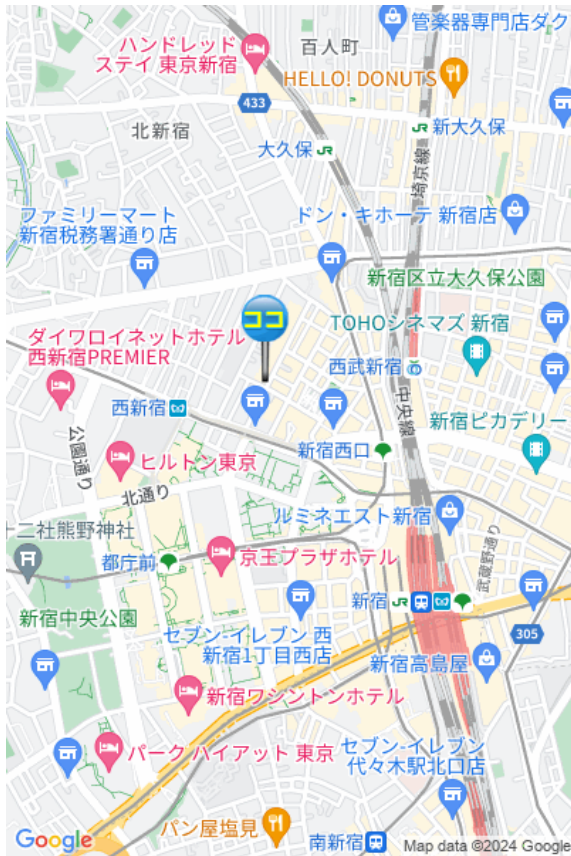 管楽器専門店ダク
ハンドレッド
ステイ 東京新宿
百人町
HELLO! DONUTS
433
北新宿
新大久保
大久保
埼京線
ファミリーマート
新宿税務署通り店
ドン・キホーテ 新宿店
新宿区立大久保公園
ココ
TOHOシネマズ 新宿
ダイワロイネットホテル
西新宿PREMIER
西武新宿
中央線
西新宿
新宿ピカデリー
公園通り
新宿西口
ヒルトン東京
北通り
ルミネエスト新宿
十二社熊野神社
武蔵野通り
都庁前
京王プラザホテル
新宿
新宿中央公園
セブン-イレブン 西
新宿1丁目西店
305
新宿高島屋
新宿ワシントンホテル
パーク ハイアット 東京
セブン-イレブン
代々木駅北口店
パン屋塩見
南新宿
Google
Map data ©2024 Google